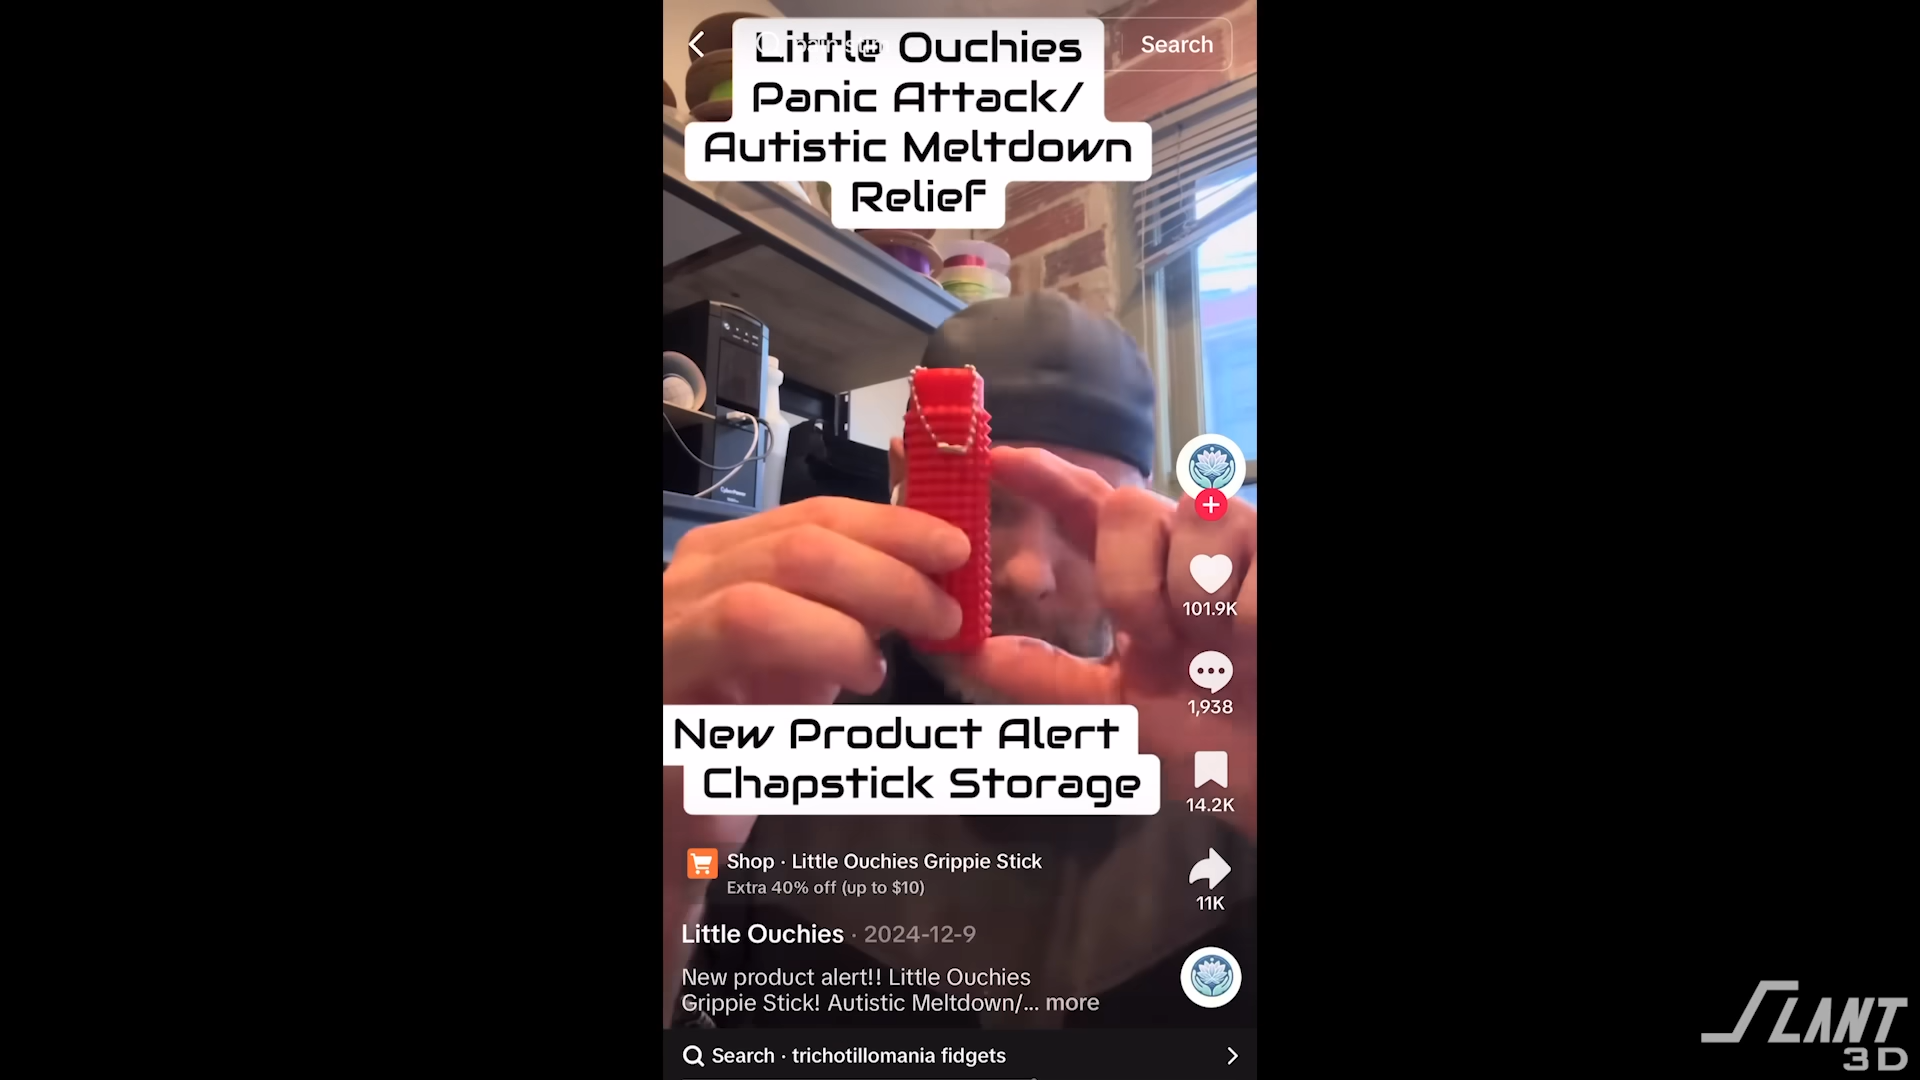 Little Ouchies
Search
Panic Attack/
Autistic Meltdown
Relief
101.9K
1,938
New Product Alert
Chapstick Storage
14.2K
Shop · Little Ouchies Grippie Stick
Extra 40% off (up to $10)
11K
Little Ouchies · 2024-12-9
New product alert!! Little Ouchies
Grippie Stick! Autistic Meltdown/... more
Search · trichotillomania fidgets
SLANT
3D